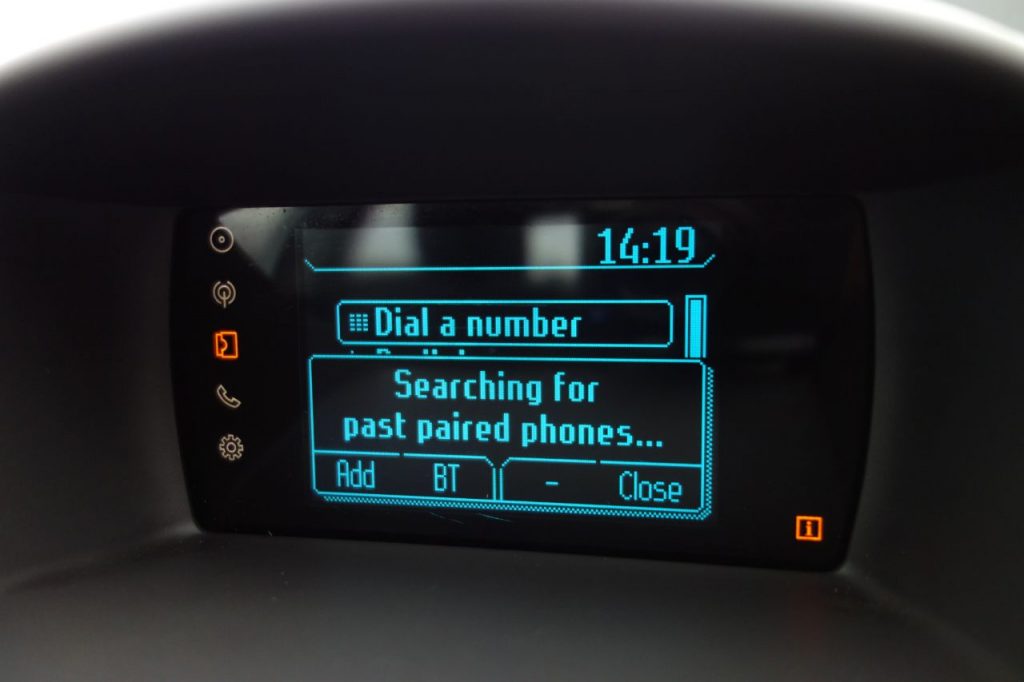 14:19
Dial a number
Searching for
past paired phones...
Add BT - Close
i